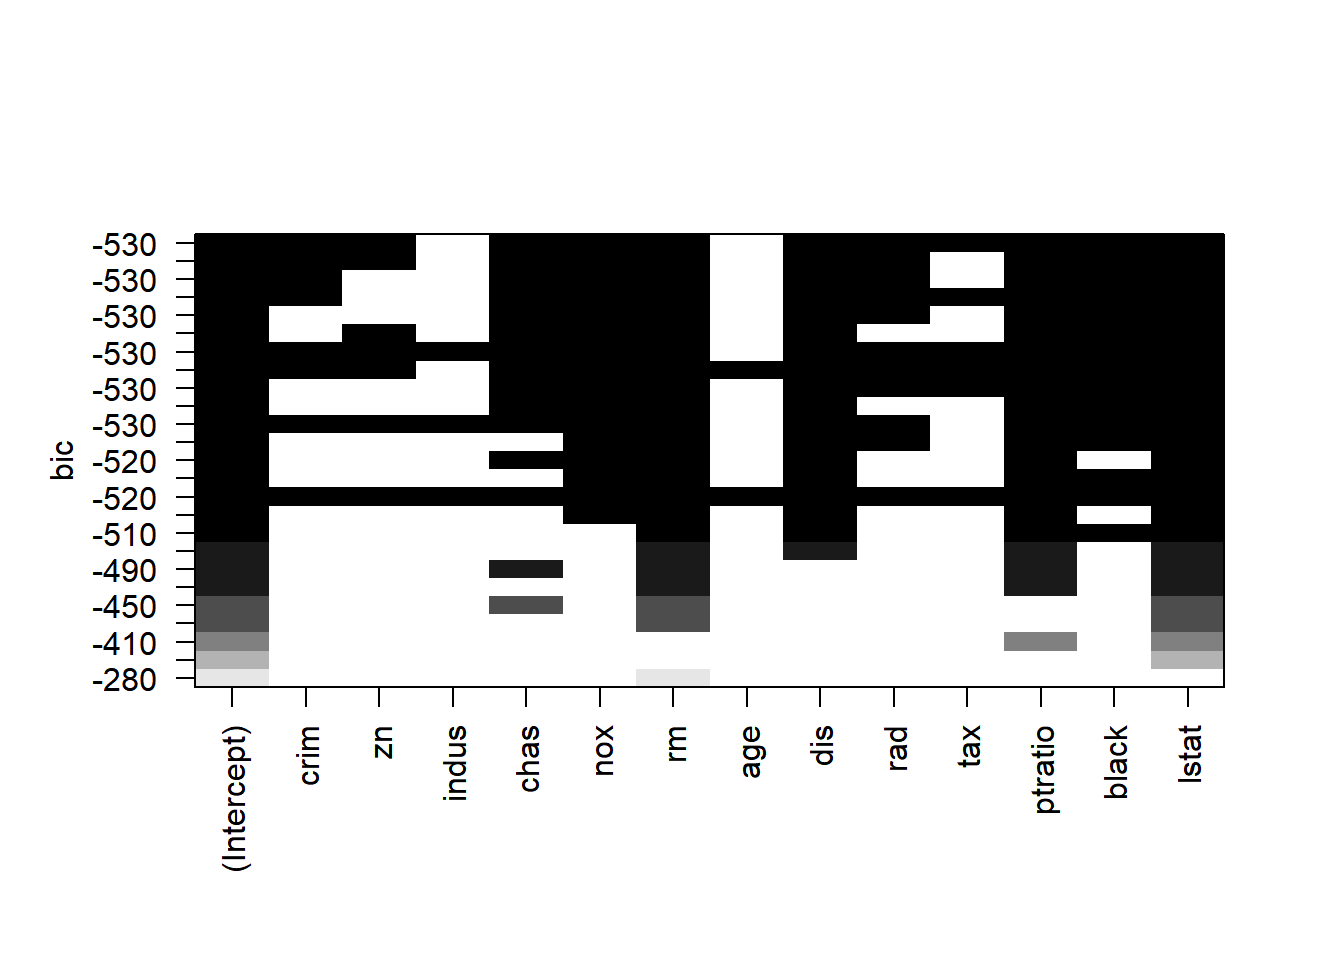 -530
-530
-530
-530
-530
-530
-520
-520
-510
-490
-450
-410
-280
bic
(Intercept)
crim
zn
indus
chas
nox
rm
age
dis
rad
tax
ptratio
black
lstat